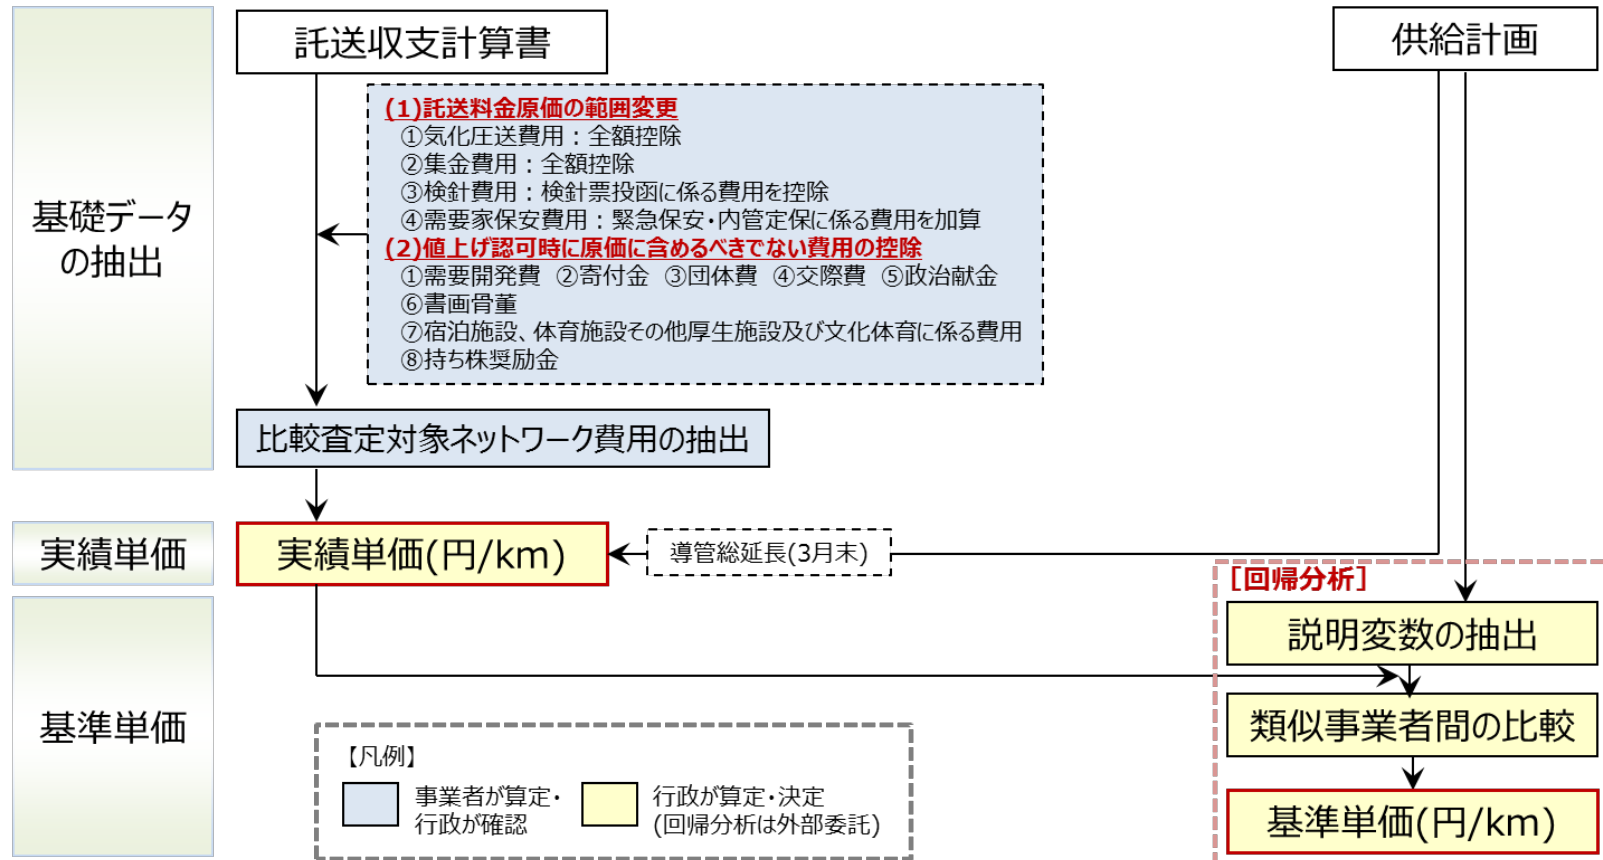 基礎データ
の抽出
託送収支計算書
供給計画
(1)託送料金原価の範囲変更
①気化圧送費用：全額控除
②集金費用：全額控除
③検針費用：検針票投函に係る費用を控除
④需要家保安費用：緊急保安・内管定保に係る費用を加算
(2)値上げ認可時に原価に含めるべきでない費用の控除
①需要開発費 ②寄付金 ③団体費 ④交際費 ⑤政治献金
⑥書画骨董
⑦宿泊施設、体育施設その他厚生施設及び文化体育に係る費用
⑧持ち株奨励金
比較査定対象ネットワーク費用の抽出
実績単価
実績単価(円/km)
導管総延長(3月末)
基準単価
［回帰分析］
説明変数の抽出
類似事業者間の比較
基準単価(円/km)
【凡例】
事業者が算定・
行政が確認
行政が算定・決定
(回帰分析は外部委託)